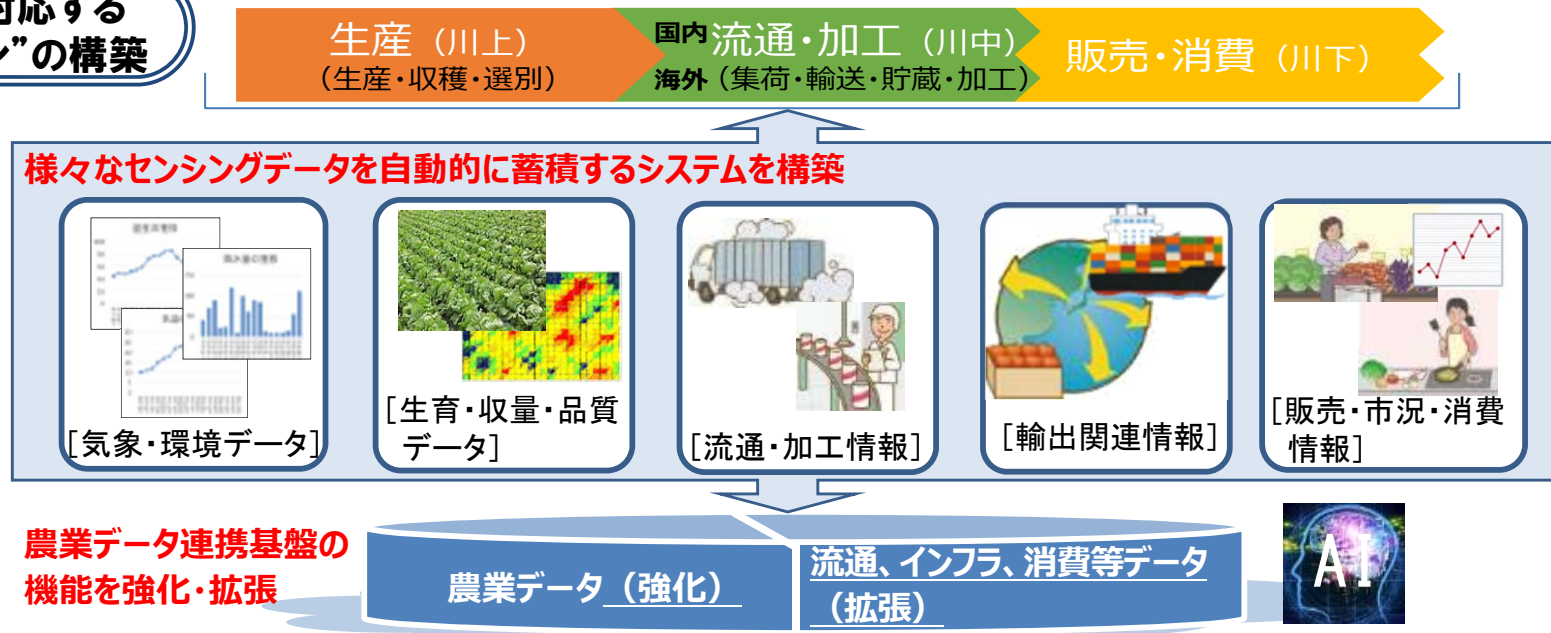 対応する
ン”の構築
生産（川上）
（生産・収穫・選別）
国内 流通・加工（川中）
海外（集荷・輸送・貯蔵・加工）
販売・消費（川下）
様々なセンシングデータを自動的に蓄積するシステムを構築
[気象・環境データ]
[生育・収量・品質
データ]
[流通・加工情報]
[輸出関連情報]
[販売・市況・消費
情報]
農業データ連携基盤の
機能を強化・拡張
農業データ（強化）
流通、インフラ、消費等データ
（拡張）
AI